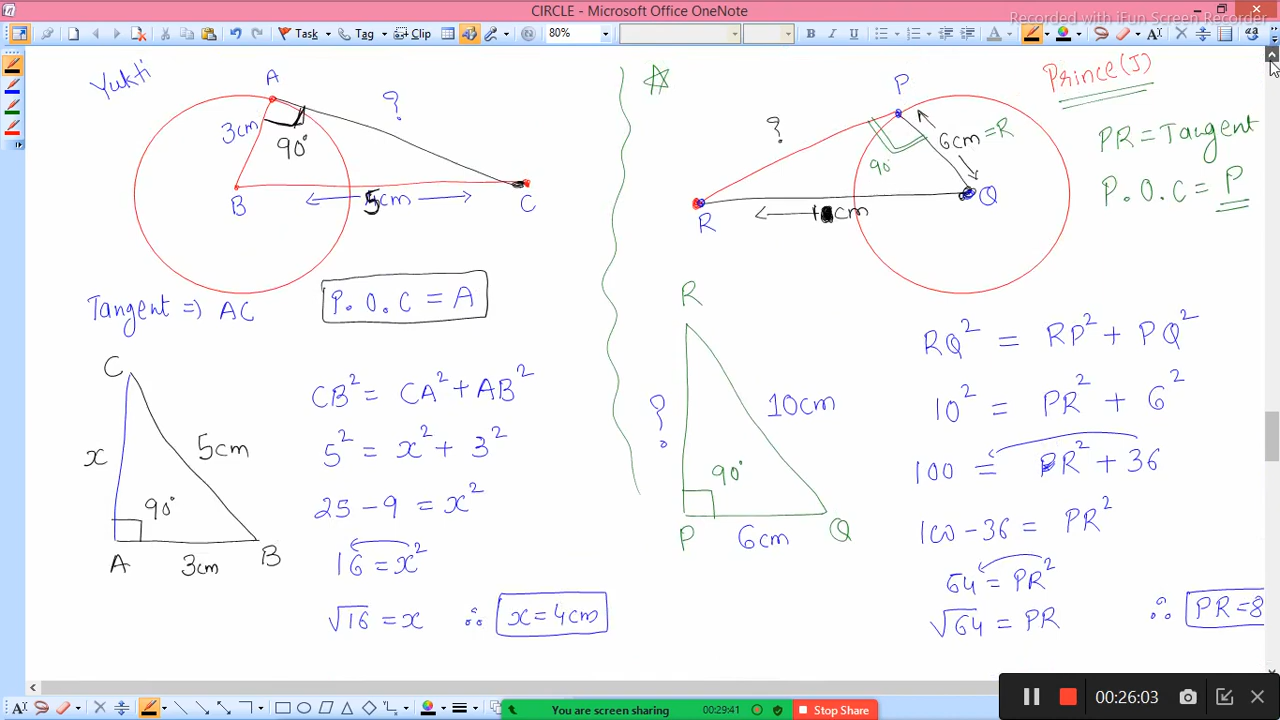 CIRCLE - Microsoft Office OneNote
Recorded with iFun Screen Recorder
Task
Tag
Clip
80%
B I U
A
Yukti
A
?
3cm
90°
B
5cm
C
Tangent => AC
P.O.C = A
C
x
5cm
90°
A
3cm
B
CB² = CA² + AB²
5² = x² + 3²
25 - 9 = x²
16 = x²
√16 = x
∴ x = 4cm
Prince(J)
P
?
6cm = R
90°
R
cm
Q
PR = Tangent
P.O.C = P
R
?
10cm
90°
P
6cm
Q
RQ² = RP² + PQ²
10² = PR² + 6²
100 = PR² + 36
100 - 36 = PR²
64 = PR²
√64 = PR
∴ PR = 8
You are screen sharing
00:29:41
Stop Share
00:26:03